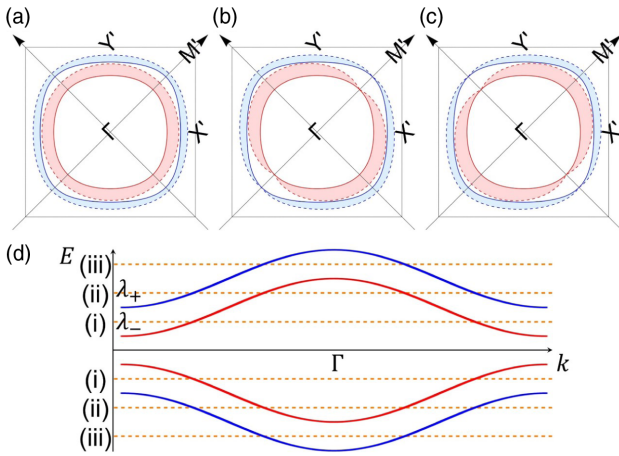 (a)
Y'
M'
X'
Γ
(b)
Y'
M'
X'
Γ
(c)
Y'
M'
X'
Γ
(d)
E
(iii)
(ii)
λ₊
(i)
λ₋
Γ
k
(i)
(ii)
(iii)